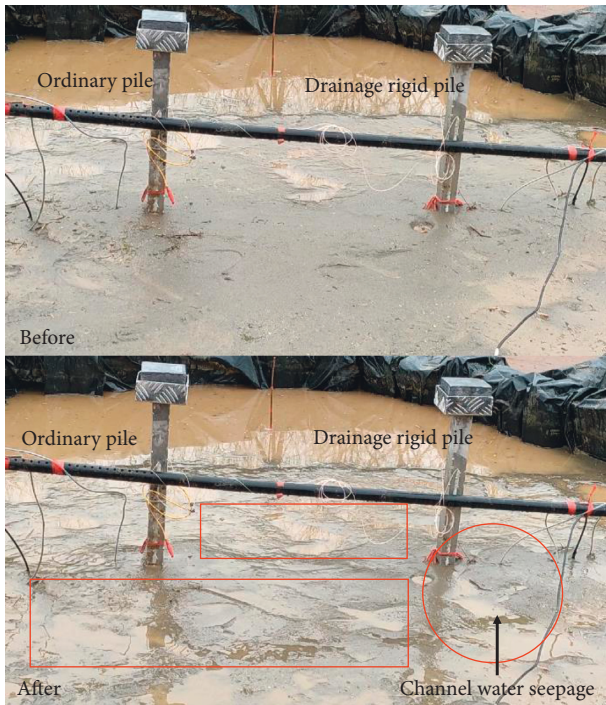 Ordinary pile
Drainage rigid pile
Before
Ordinary pile
Drainage rigid pile
After
Channel water seepage